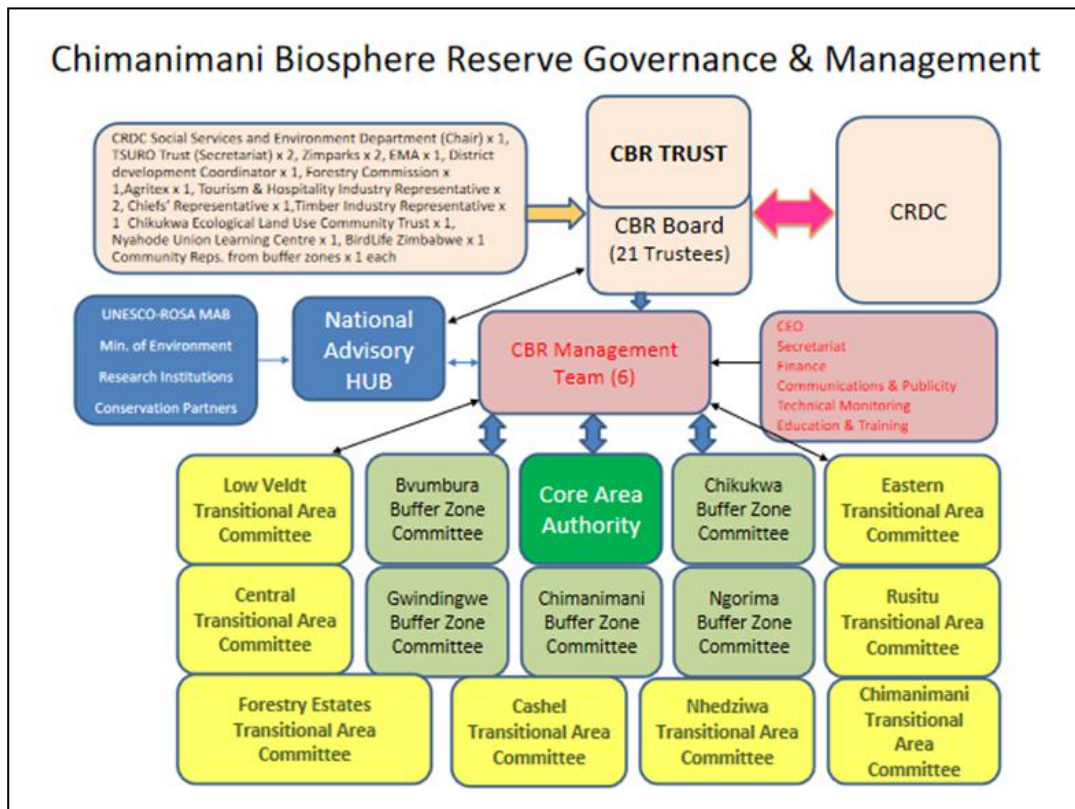 Chimanimani Biosphere Reserve Governance & Management
CRDC Social Services and Environment Department (Chair) x 1,
TSURO Trust (Secretariat) x 2, Zimparks x 2, EMA x 1, District
development Coordinator x 1, Forestry Commission x
1,Agritex x 1, Tourism & Hospitality Industry Representative x
2, Chiefs' Representative x 1,Timber Industry Representative x
1 Chikukwa Ecological Land Use Community Trust x 1,
Nyahode Union Learning Centre x 1, BirdLife Zimbabwe x 1
Community Reps. from buffer zones x 1 each
CBR TRUST
CBR Board
(21 Trustees)
CRDC
UNESCO-ROSA MAB
Min. of Environment
Research Institutions
Conservation Partners
National
Advisory
HUB
CBR Management
Team (6)
CEO
Secretariat
Finance
Communications & Publicity
Technical Monitoring
Education & Training
Low Veldt
Transitional Area
Committee
Bvumbura
Buffer Zone
Committee
Core Area
Authority
Chikukwa
Buffer Zone
Committee
Eastern
Transitional Area
Committee
Central
Transitional Area
Committee
Gwindingwe
Buffer Zone
Committee
Chimanimani
Buffer Zone
Committee
Ngorima
Buffer Zone
Committee
Rusitu
Transitional Area
Committee
Forestry Estates
Transitional Area
Committee
Cashel
Transitional Area
Committee
Nhedziwa
Transitional Area
Committee
Chimanimani
Transitional
Area
Committee